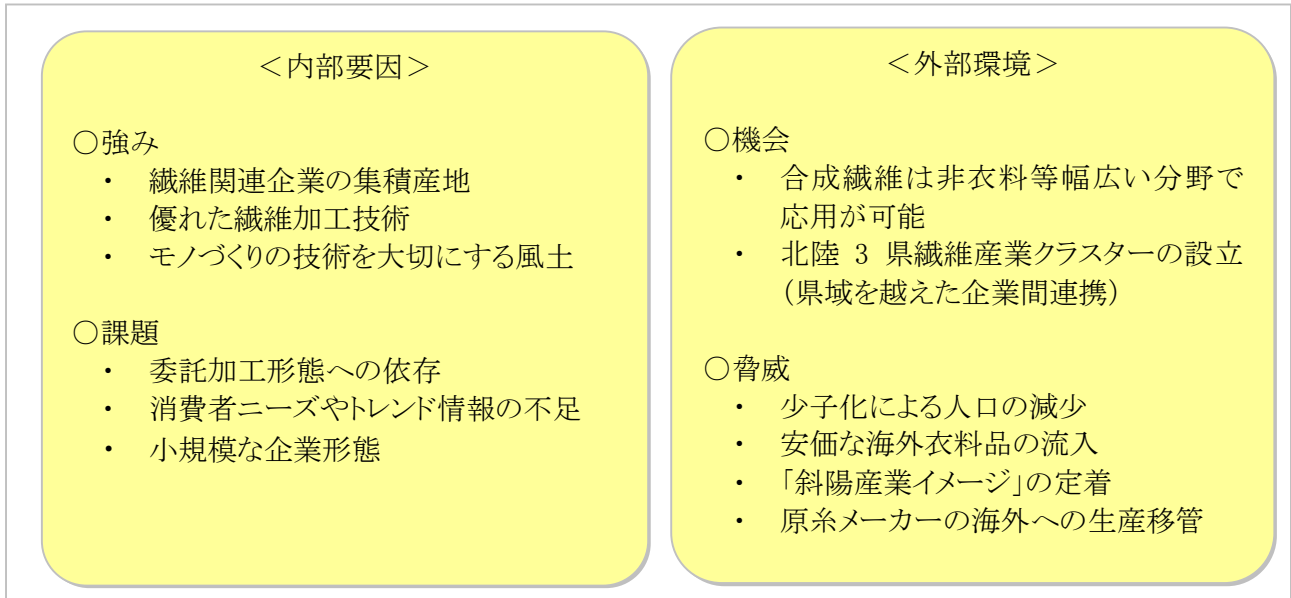 ＜内部要因＞
○強み
・ 繊維関連企業の集積産地
・ 優れた繊維加工技術
・ モノづくりの技術を大切にする風土
○課題
・ 委託加工形態への依存
・ 消費者ニーズやトレンド情報の不足
・ 小規模な企業形態
＜外部環境＞
○機会
・ 合成繊維は非衣料等幅広い分野で
応用が可能
・ 北陸 3 県繊維産業クラスターの設立
（県域を越えた企業間連携）
○脅威
・ 少子化による人口の減少
・ 安価な海外衣料品の流入
・ 「斜陽産業イメージ」の定着
・ 原糸メーカーの海外への生産移管